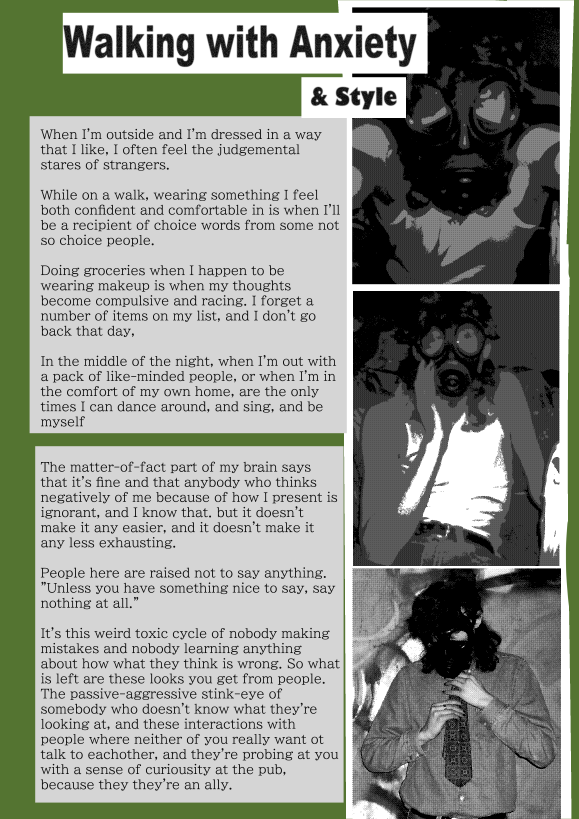 Walking with Anxiety
& Style
When I'm outside and I'm dressed in a way
that I like, I often feel the judgemental
stares of strangers.
While on a walk, wearing something I feel
both confident and comfortable in is when I'll
be a recipient of choice words from some not
so choice people.
Doing groceries when I happen to be
wearing makeup is when my thoughts
become compulsive and racing. I forget a
number of items on my list, and I don't go
back that day,
In the middle of the night, when I'm out with
a pack of like-minded people, or when I'm in
the comfort of my own home, are the only
times I can dance around, and sing, and be
myself
The matter-of-fact part of my brain says
that it's fine and that anybody who thinks
negatively of me because of how I present is
ignorant, and I know that, but it doesn't
make it any easier, and it doesn't make it
any less exhausting.
People here are raised not to say anything.
"Unless you have something nice to say, say
nothing at all."
It's this weird toxic cycle of nobody making
mistakes and nobody learning anything
about how what they think is wrong. So what
is left are these looks you get from people.
The passive-aggressive stink-eye of
somebody who doesn't know what they're
looking at, and these interactions with
people where neither of you really want ot
talk to eachother, and they're probing at you
with a sense of curiousity at the pub,
because they they're an ally.